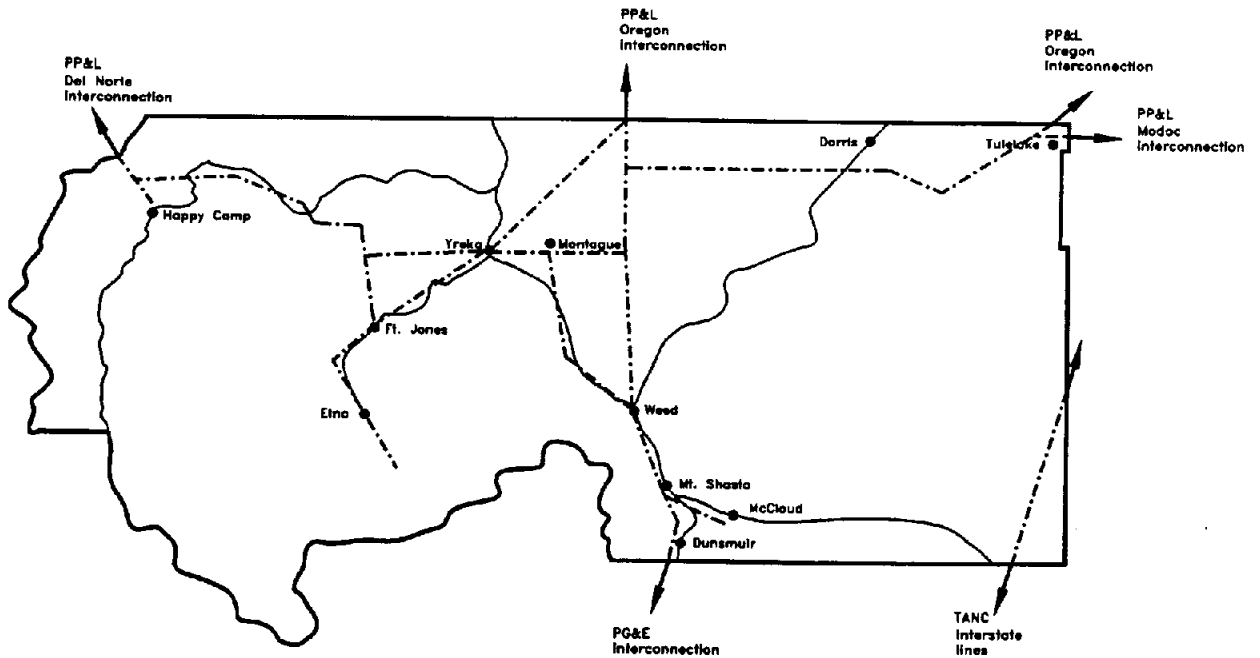 PP&L
Oregon
Interconnection
PP&L
Oregon
Interconnection
PP&L
Del Norte
Interconnection
PP&L
Modoc
Interconnection
Dorris
Tulelake
Happy Camp
Yreka
Montague
Ft. Jones
Etna
Weed
Mt. Shasta
McCloud
Dunsmuir
PG&E
Interconnection
TANC
Interstate
lines